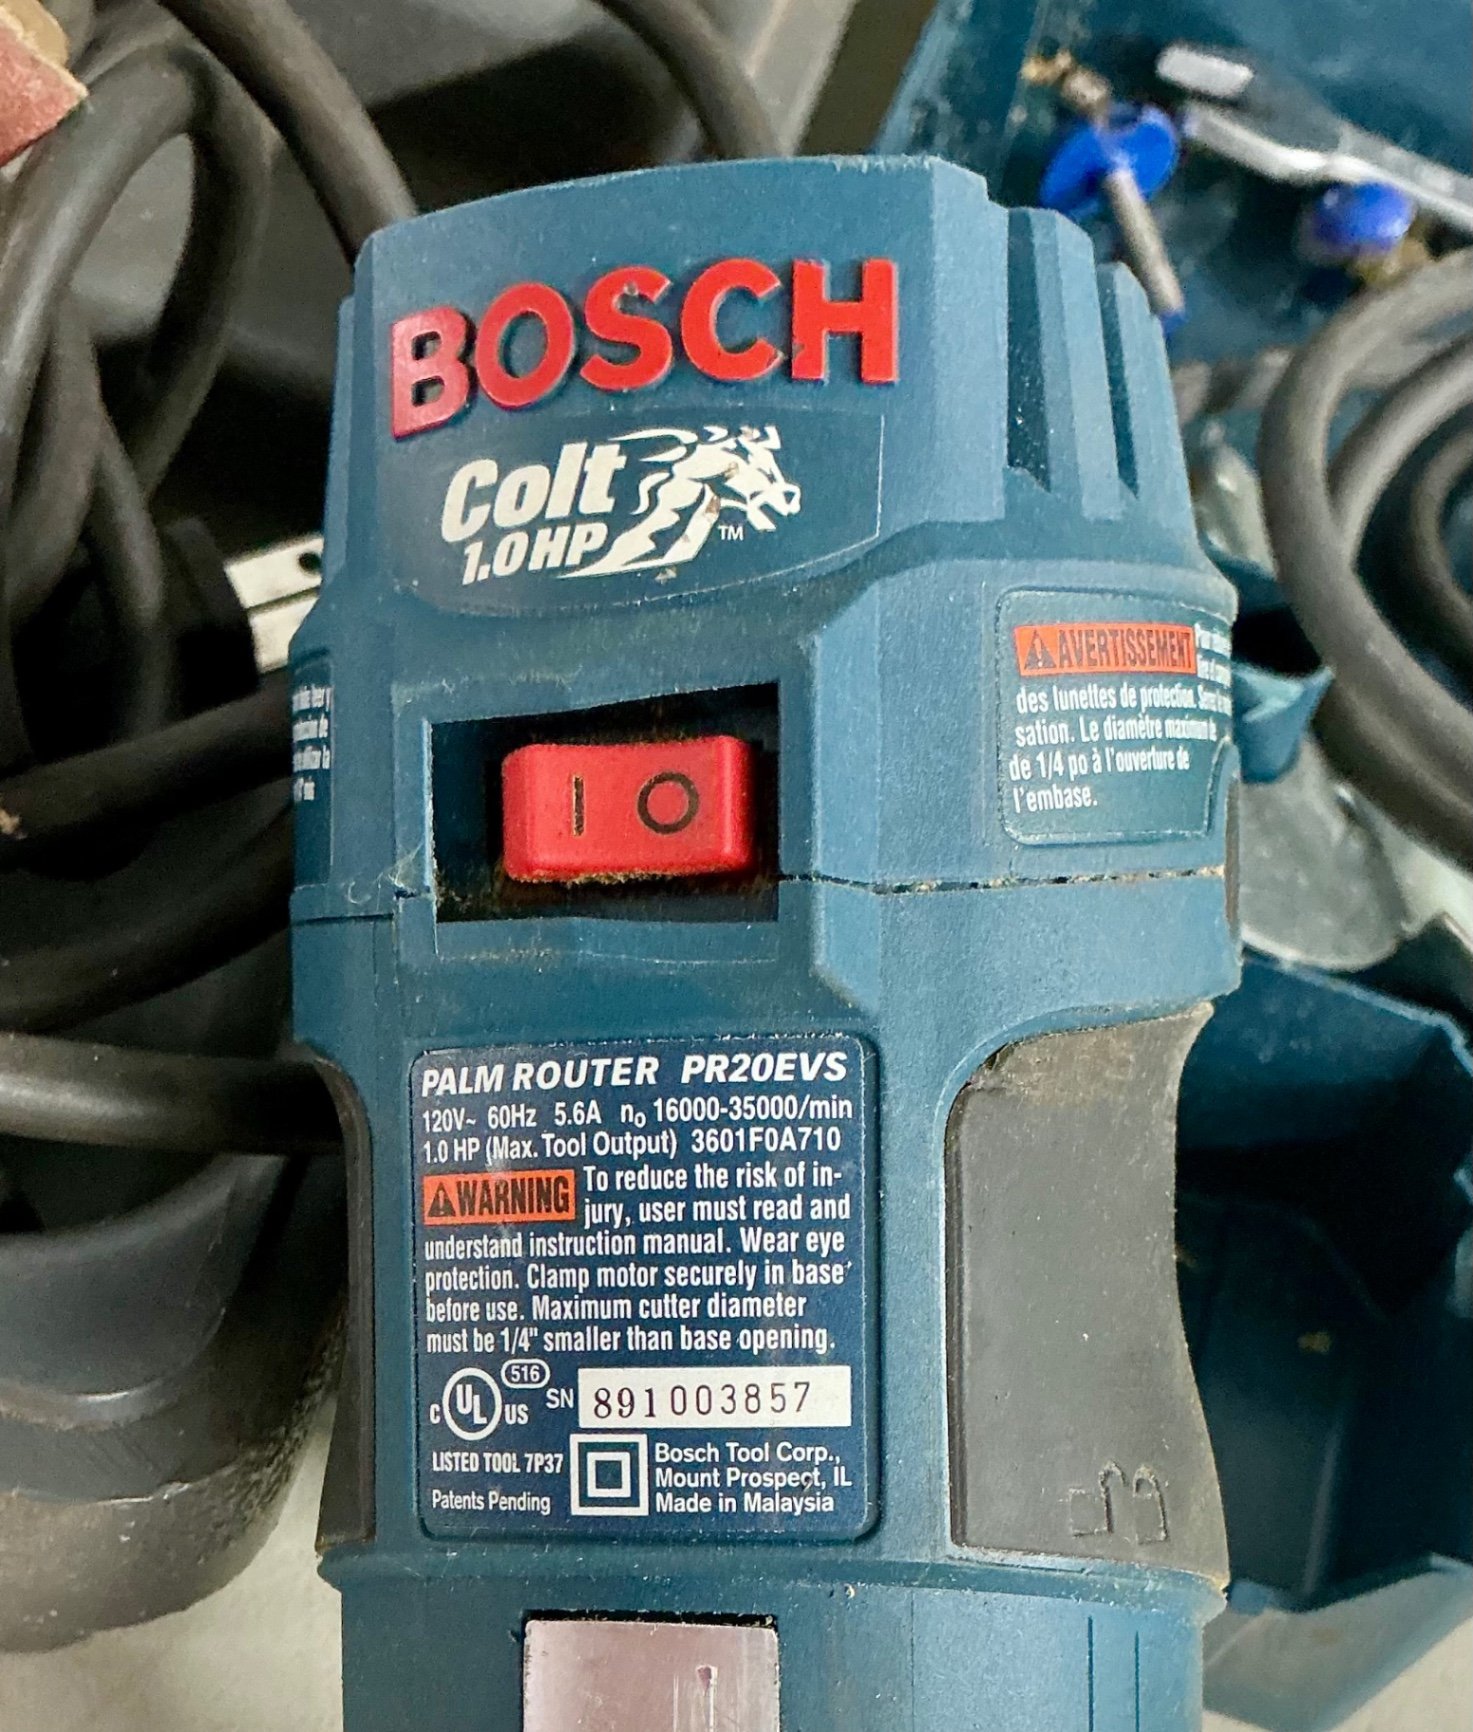 BOSCH
Colt
1.0 HP ™
AVERTISSEMENT
des lunettes de protection.
sation. Le diamètre maximum
de 1/4 po à l'ouverture de
l'embase.
I O
PALM ROUTER PR20EVS
120V~ 60Hz 5.6A n₀ 16000-35000/min
1.0 HP (Max. Tool Output) 3601F0A710
WARNING To reduce the risk of in-
jury, user must read and
understand instruction manual. Wear eye
protection. Clamp motor securely in base
before use. Maximum cutter diameter
must be 1/4" smaller than base opening.
C UL US 516 SN 891003857
LISTED TOOL 7P37
Patents Pending
Bosch Tool Corp.,
Mount Prospect, IL
Made in Malaysia